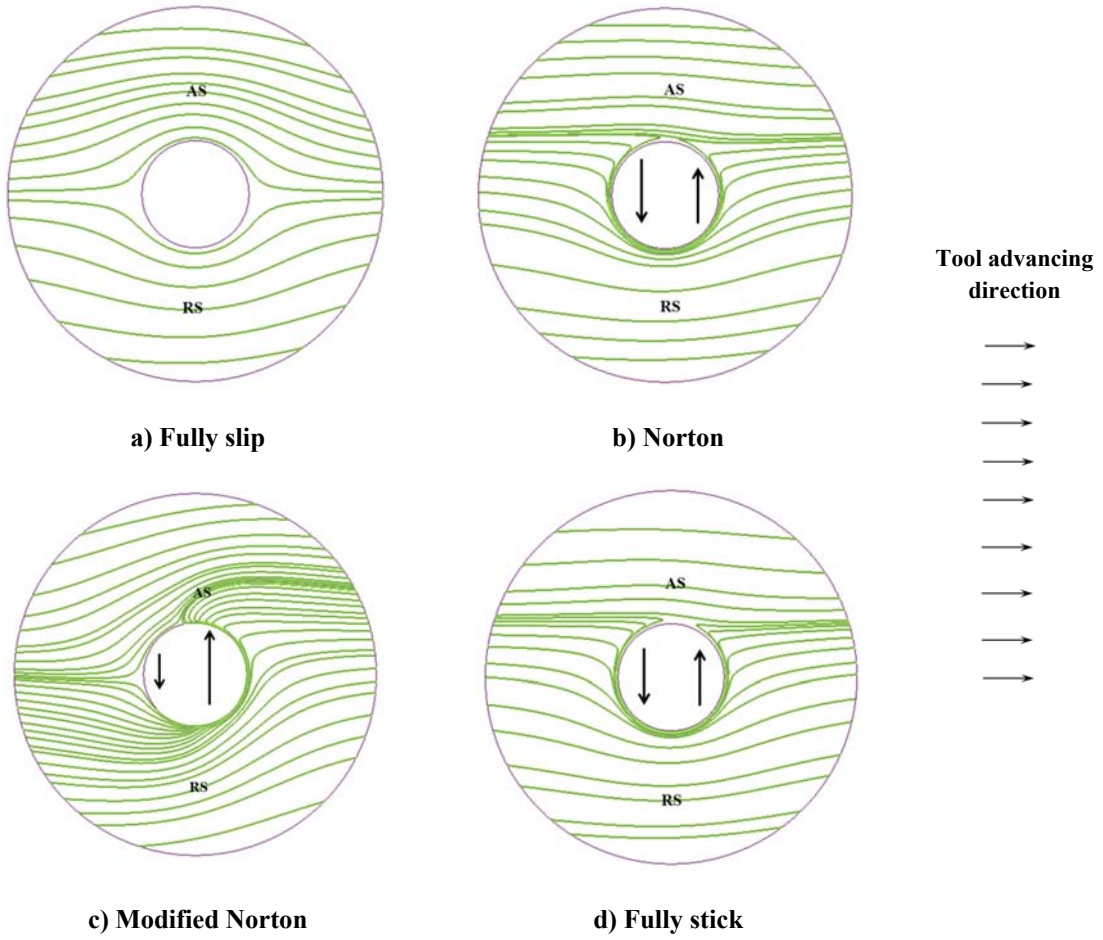 AS
RS
a) Fully slip
AS
RS
b) Norton
Tool advancing
direction
AS
RS
c) Modified Norton
AS
RS
d) Fully stick